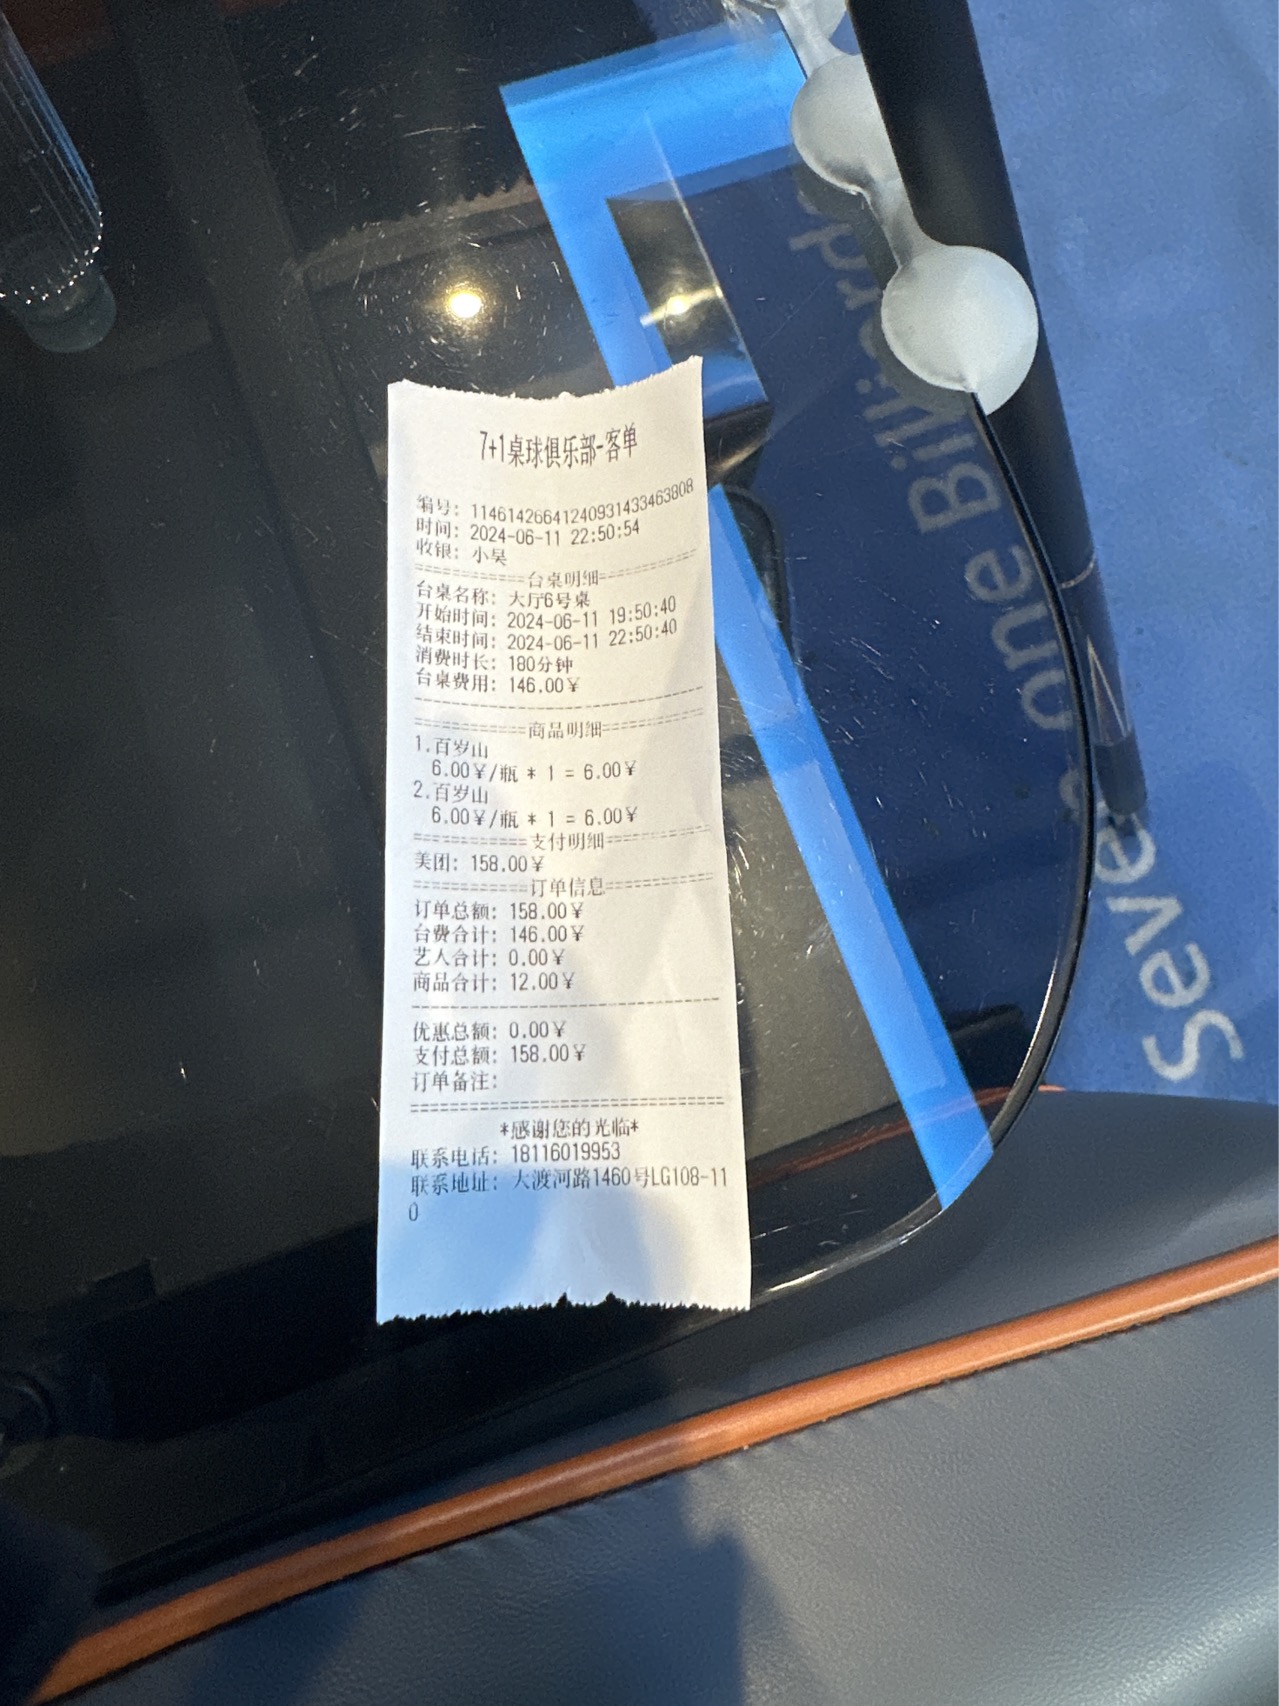 7+1桌球俱乐部-客单
编号: 1146142664124093143​3463808
时间: 2024-06-11 22:50:54
收银: 小昊
==========台桌明细==========
台桌名称: 大厅6号桌
开始时间: 2024-06-11 19:50:40
结束时间: 2024-06-11 22:50:40
消费时长: 180分钟
台桌费用: 146.00¥
------------------------------
==========商品明细==========
1.百岁山
6.00¥/瓶 * 1 = 6.00¥
2.百岁山
6.00¥/瓶 * 1 = 6.00¥
==========支付明细==========
美团: 158.00¥
==========订单信息==========
订单总额: 158.00¥
台费合计: 146.00¥
艺人合计: 0.00¥
商品合计: 12.00¥
------------------------------
优惠总额: 0.00¥
支付总额: 158.00¥
订单备注:
==============================
*感谢您的光临*
联系电话: 18116019953
联系地址: 大渡河路1460号LG108-11
0
one